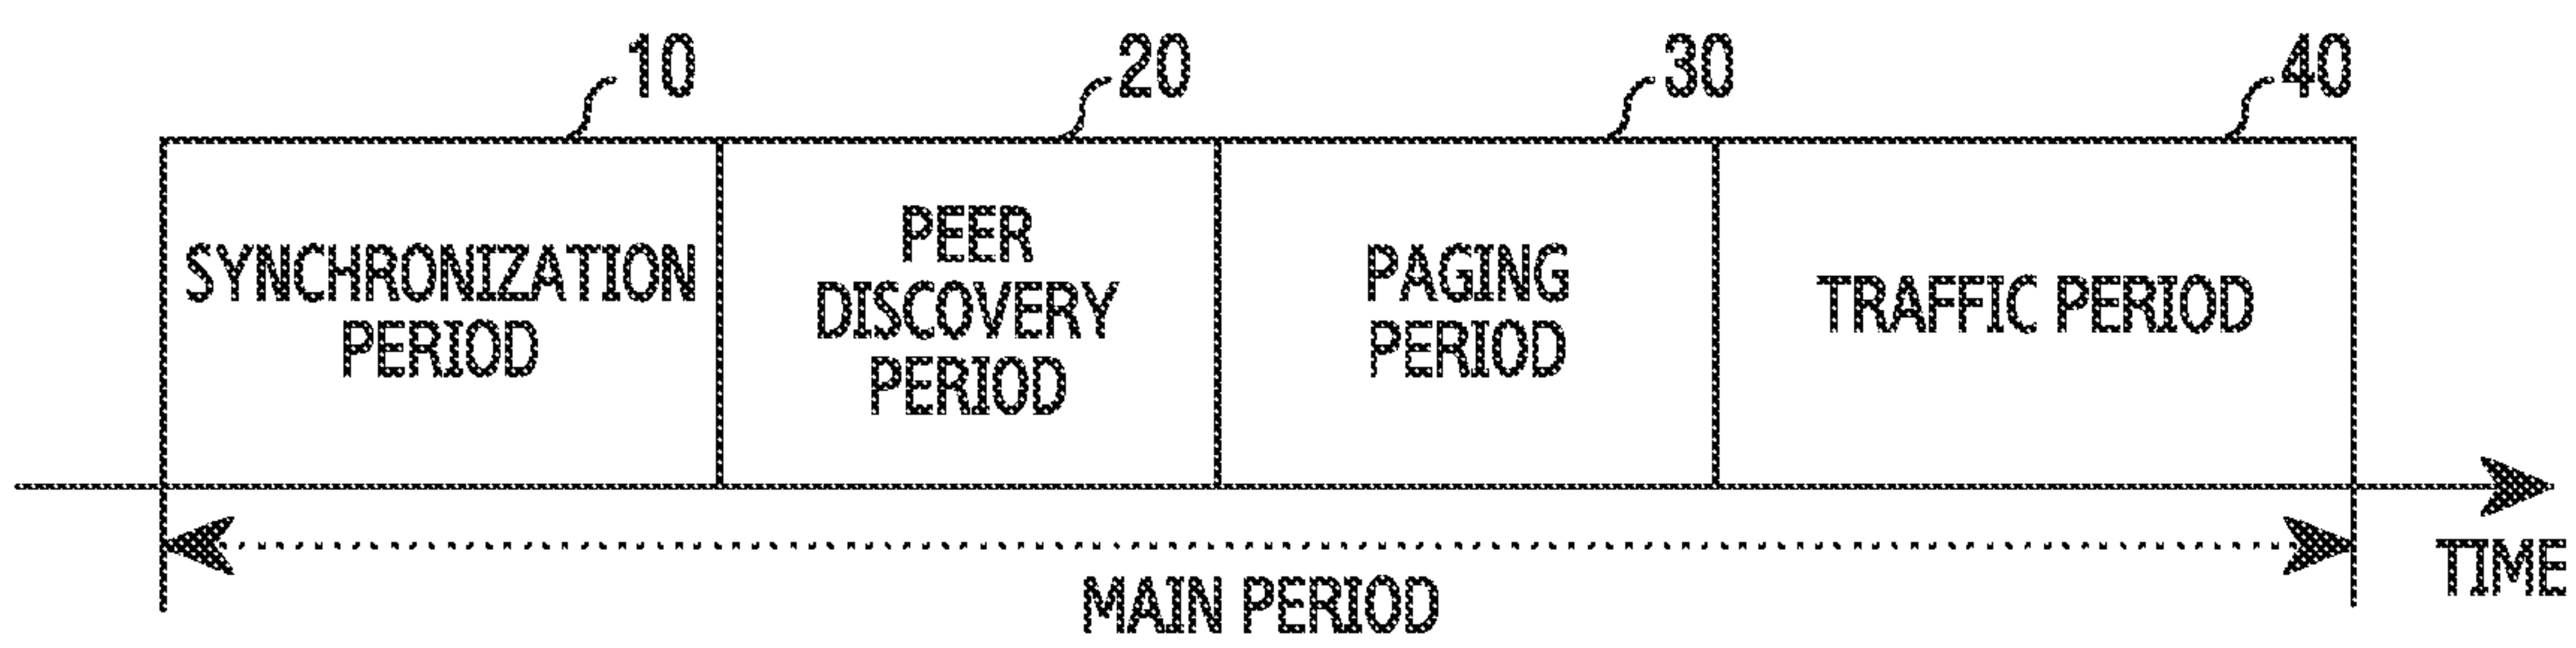 10
20
30
40
SYNCHRONIZATION
PERIOD
PEER
DISCOVERY
PERIOD
PAGING
PERIOD
TRAFFIC PERIOD
MAIN PERIOD
TIME